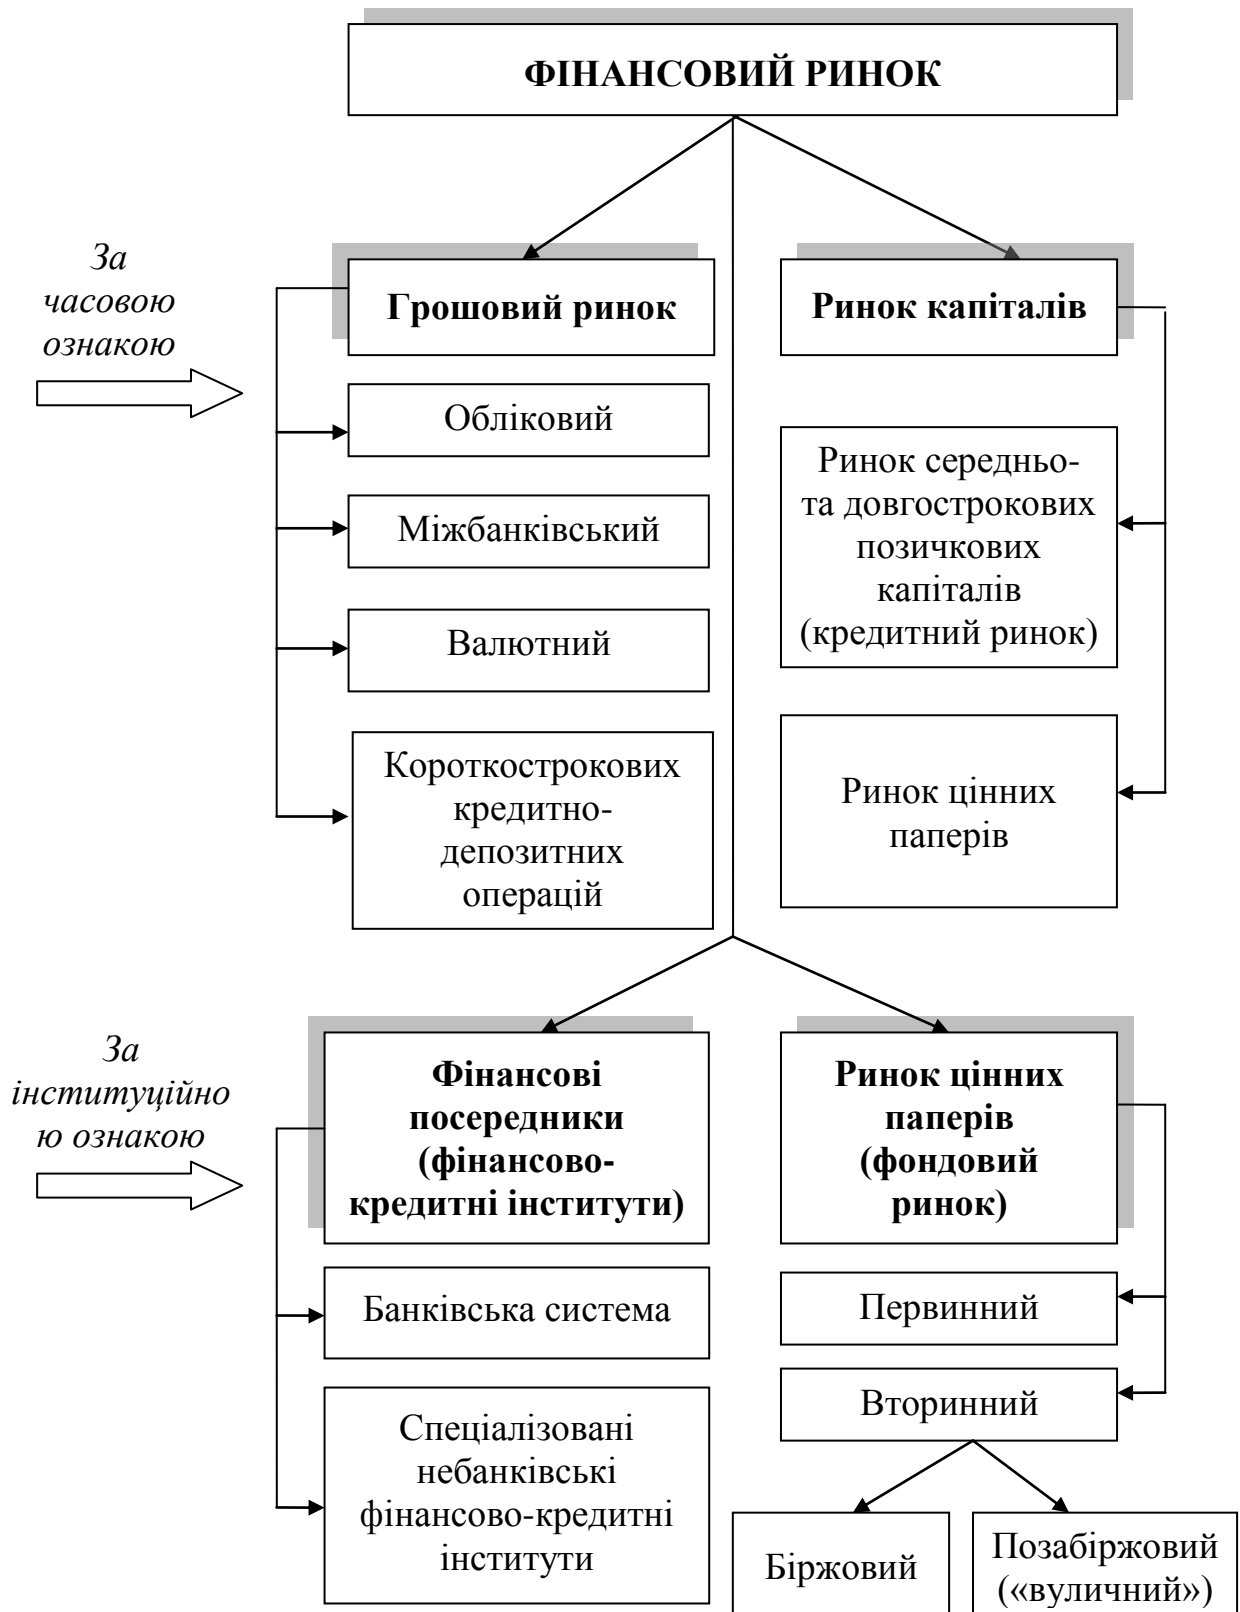 ФІНАНСОВИЙ РИНОК
За
часовою
ознакою
Грошовий ринок
Ринок капіталів
Обліковий
Міжбанківський
Валютний
Короткострокових
кредитно-
депозитних
операцій
Ринок середньо-
та довгострокових
позичкових
капіталів
(кредитний ринок)
Ринок цінних
паперів
За
інституційно
ю ознакою
Фінансові
посередники
(фінансово-
кредитні інститути)
Ринок цінних
паперів
(фондовий
ринок)
Банківська система
Спеціалізовані
небанківські
фінансово-кредитні
інститути
Первинний
Вторинний
Біржовий
Позабіржовий
(«вуличний»)